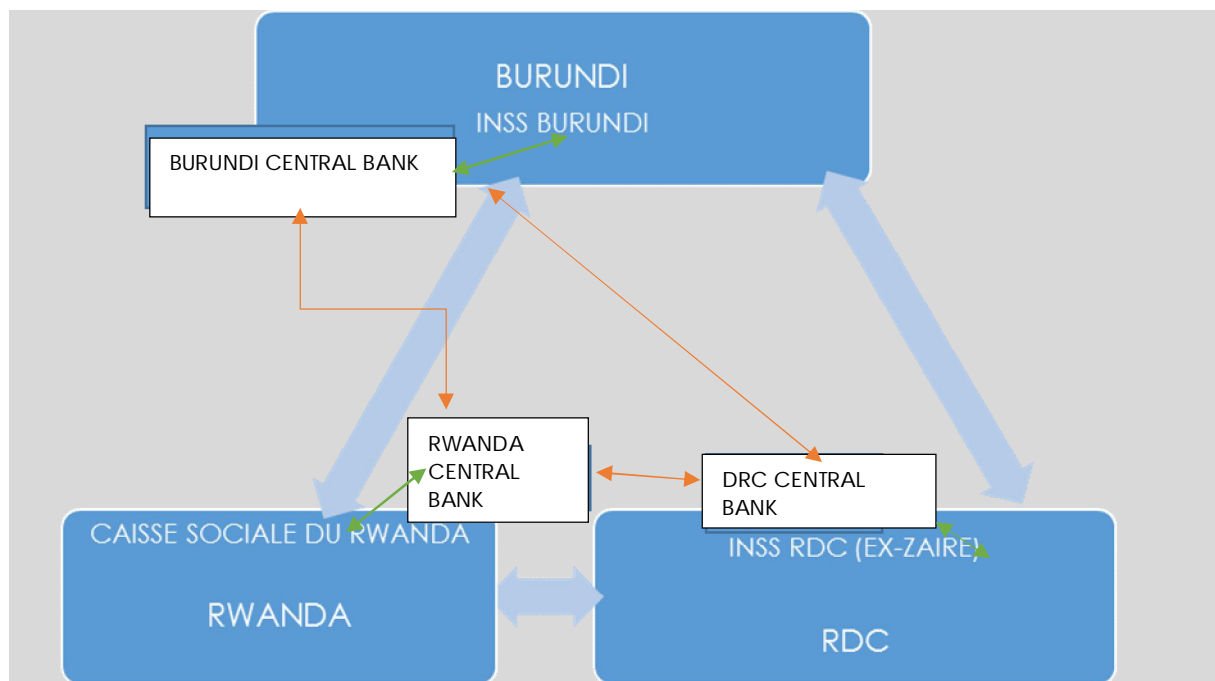 BURUNDI
INSS BURUNDI
BURUNDI CENTRAL BANK
RWANDA
CENTRAL
BANK
DRC CENTRAL
BANK
CAISSE SOCIALE DU RWANDA
RWANDA
INSS RDC (EX-ZAIRE)
RDC